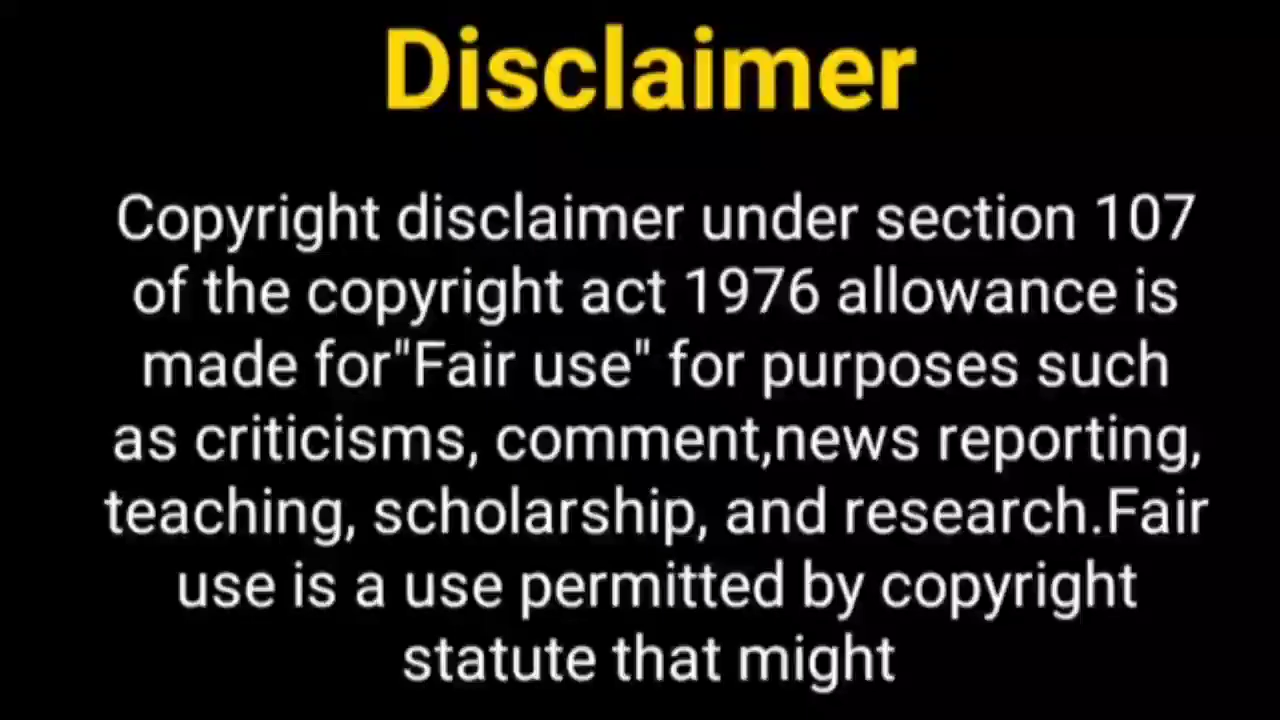 Disclaimer
Copyright disclaimer under section 107
of the copyright act 1976 allowance is
made for"Fair use" for purposes such
as criticisms, comment,news reporting,
teaching, scholarship, and research.Fair
use is a use permitted by copyright
statute that might